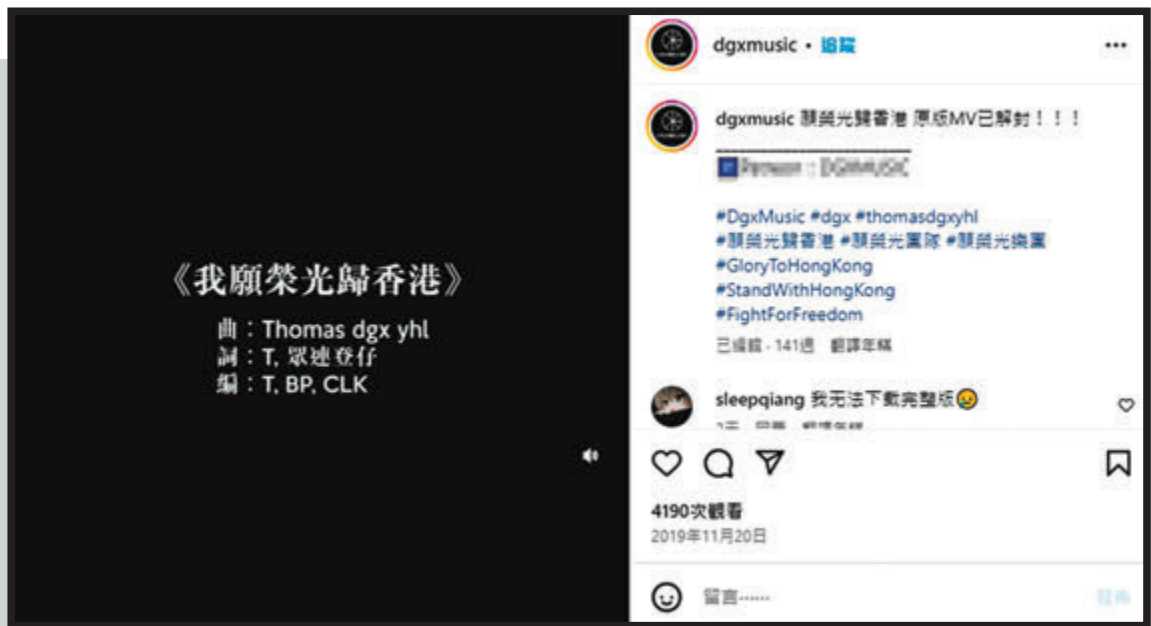 《我願榮光歸香港》
曲：Thomas dgx yhl
詞：T, 眾連登仔
編：T, BP, CLK
dgxmusic • 追蹤
dgxmusic 願榮光歸香港 原版MV已解封！！！
#DgxMusic #dgx #thomasdgxyhl
#願榮光歸香港 #願榮光團隊 #願榮光樂團
#GloryToHongKong
#StandWithHongKong
#FightForFreedom
已編輯 · 141週 翻譯年糕
sleepqiang 我无法下載完整版😥
4190次觀看
2019年11月20日
留言......